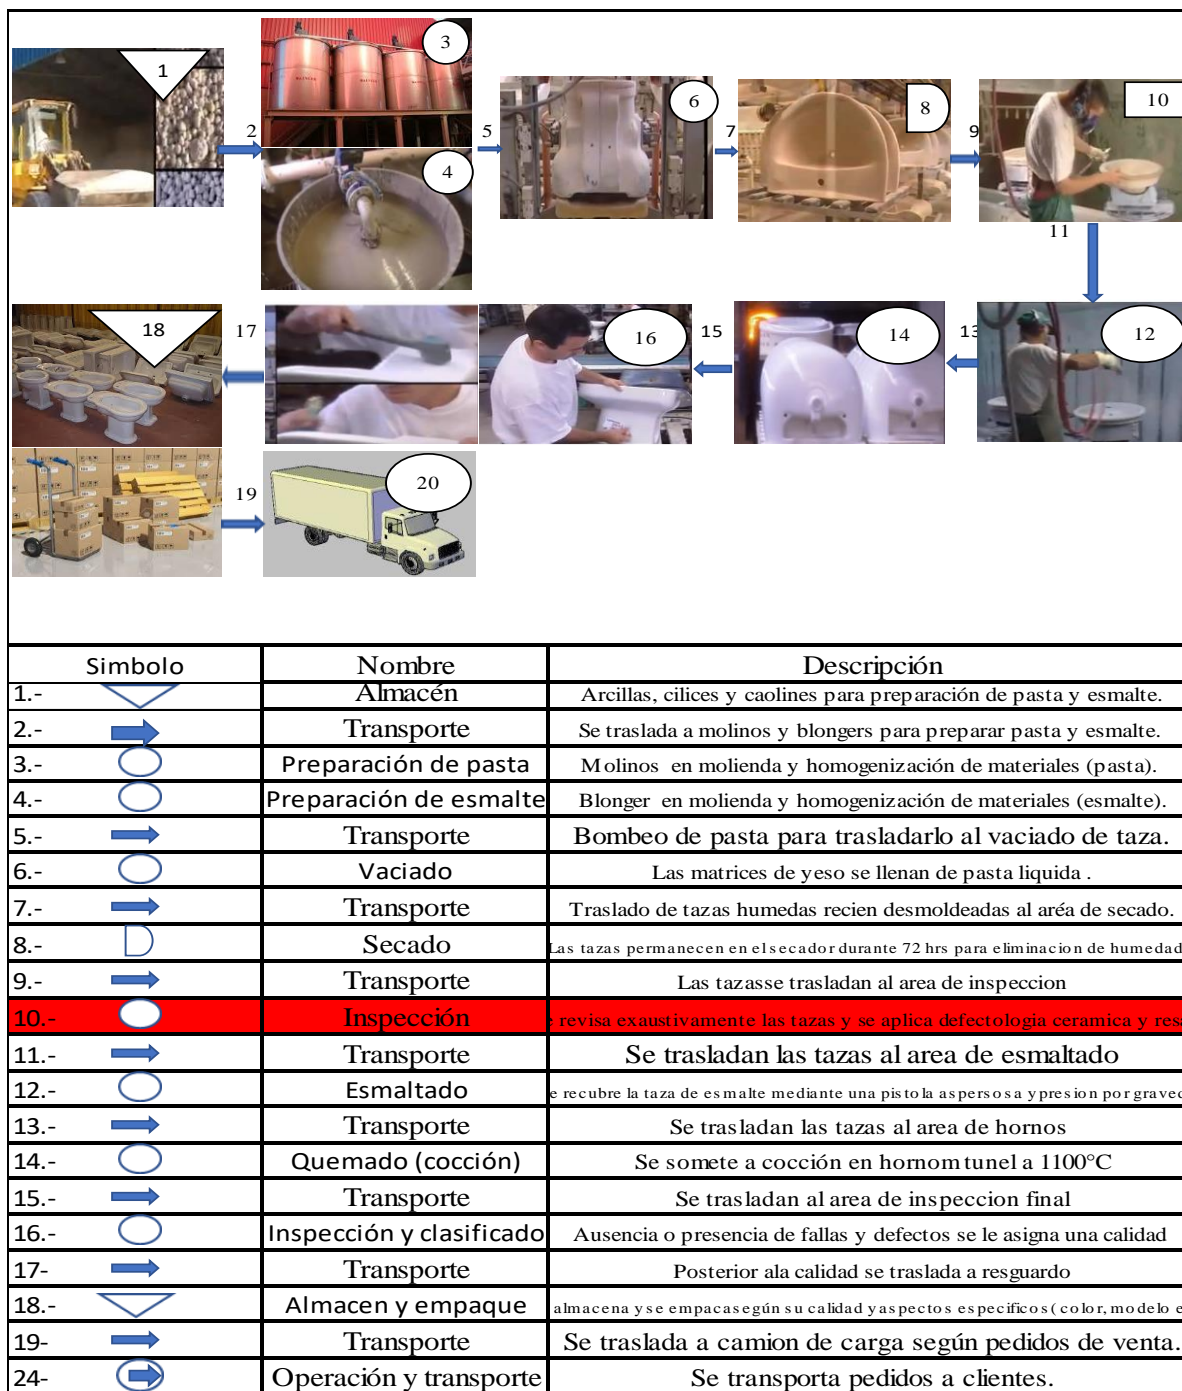 1
2
3
4
5
6
7
8
9
10
11
12
13
14
15
16
17
18
19
20
Simbolo Nombre Descripción
1.- Almacén Arcillas, cilices y caolines para preparación de pasta y esmalte.
2.- Transporte Se traslada a molinos y blongers para preparar pasta y esmalte.
3.- Preparación de pasta Molinos en molienda y homogenización de materiales (pasta).
4.- Preparación de esmalte Blonger en molienda y homogenización de materiales (esmalte).
5.- Transporte Bombeo de pasta para trasladarlo al vaciado de taza.
6.- Vaciado Las matrices de yeso se llenan de pasta liquida .
7.- Transporte Traslado de tazas humedas recien desmoldeadas al aréa de secado.
8.- Secado Las tazas permanecen en el secador durante 72 hrs para eliminacion de humedad
9.- Transporte Las tazasse trasladan al area de inspeccion
10.- Inspección e revisa exaustivamente las tazas y se aplica defectologia ceramica y resa
11.- Transporte Se trasladan las tazas al area de esmaltado
12.- Esmaltado e recubre la taza de esmalte mediante una pistola aspersosa y presion por graved
13.- Transporte Se trasladan las tazas al area de hornos
14.- Quemado (cocción) Se somete a cocción en hornom tunel a 1100°C
15.- Transporte Se trasladan al area de inspeccion final
16.- Inspección y clasificado Ausencia o presencia de fallas y defectos se le asigna una calidad
17- Transporte Posterior ala calidad se traslada a resguardo
18.- Almacen y empaque almacena y se empaca según su calidad y aspectos especificos ( color, modelo e
19- Transporte Se traslada a camion de carga según pedidos de venta.
24- Operación y transporte Se transporta pedidos a clientes.